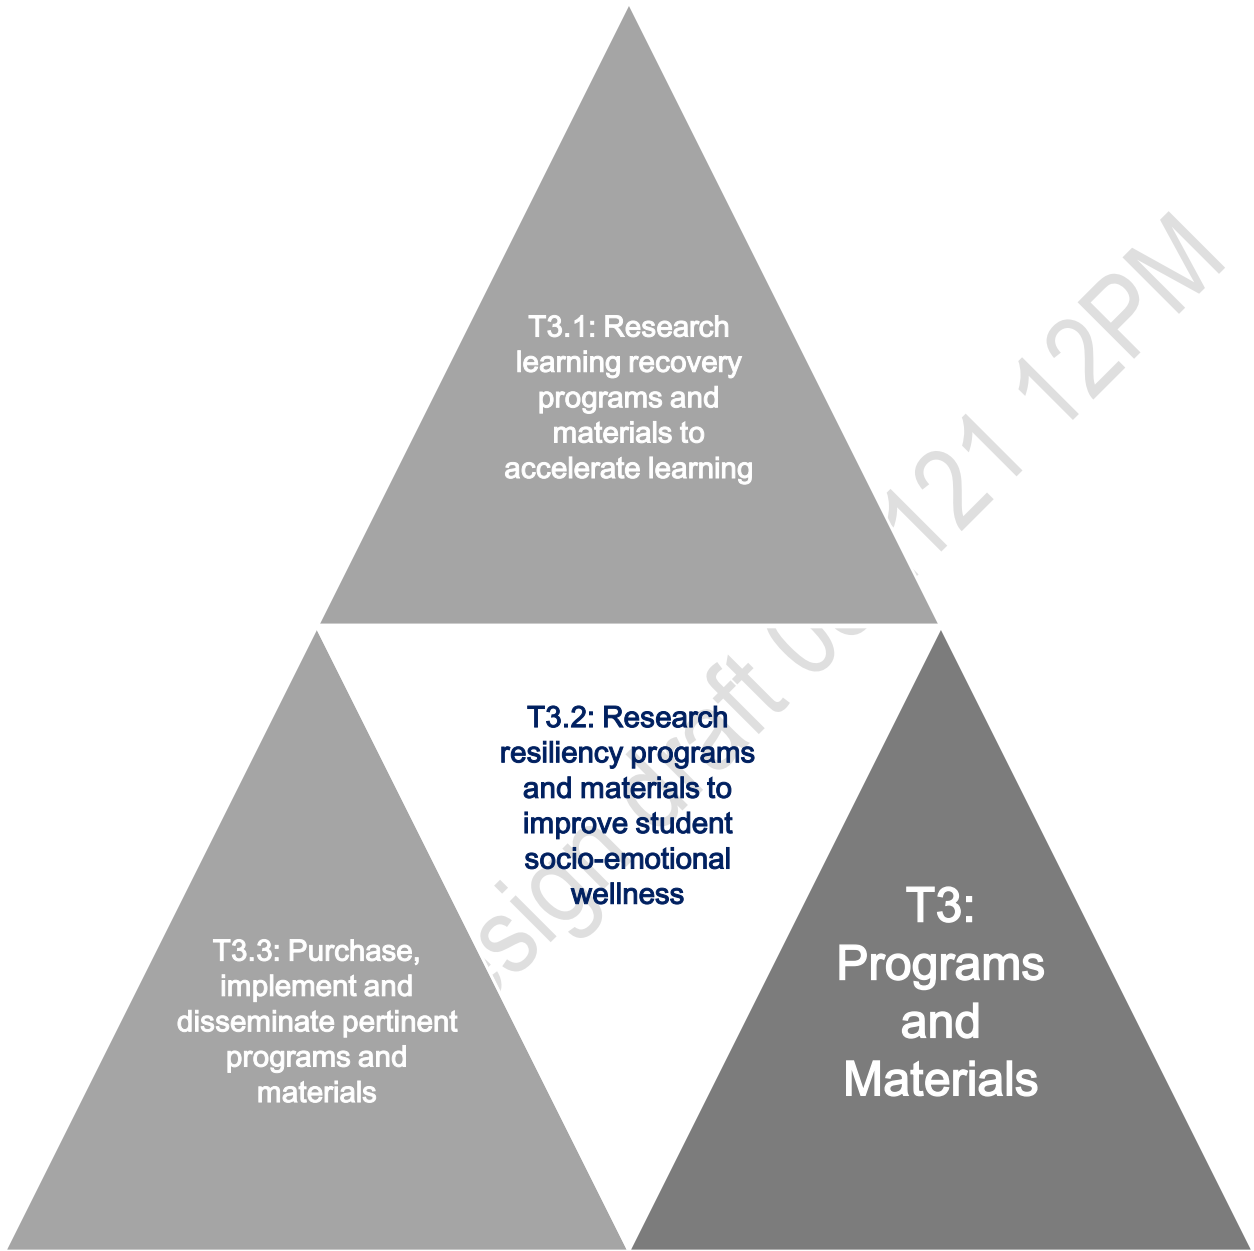 T3.1: Research
learning recovery
programs and
materials to
accelerate learning
T3.2: Research
resiliency programs
and materials to
improve student
socio-emotional
wellness
T3.3: Purchase,
implement and
disseminate pertinent
programs and
materials
T3:
Programs
and
Materials
draft
12PM